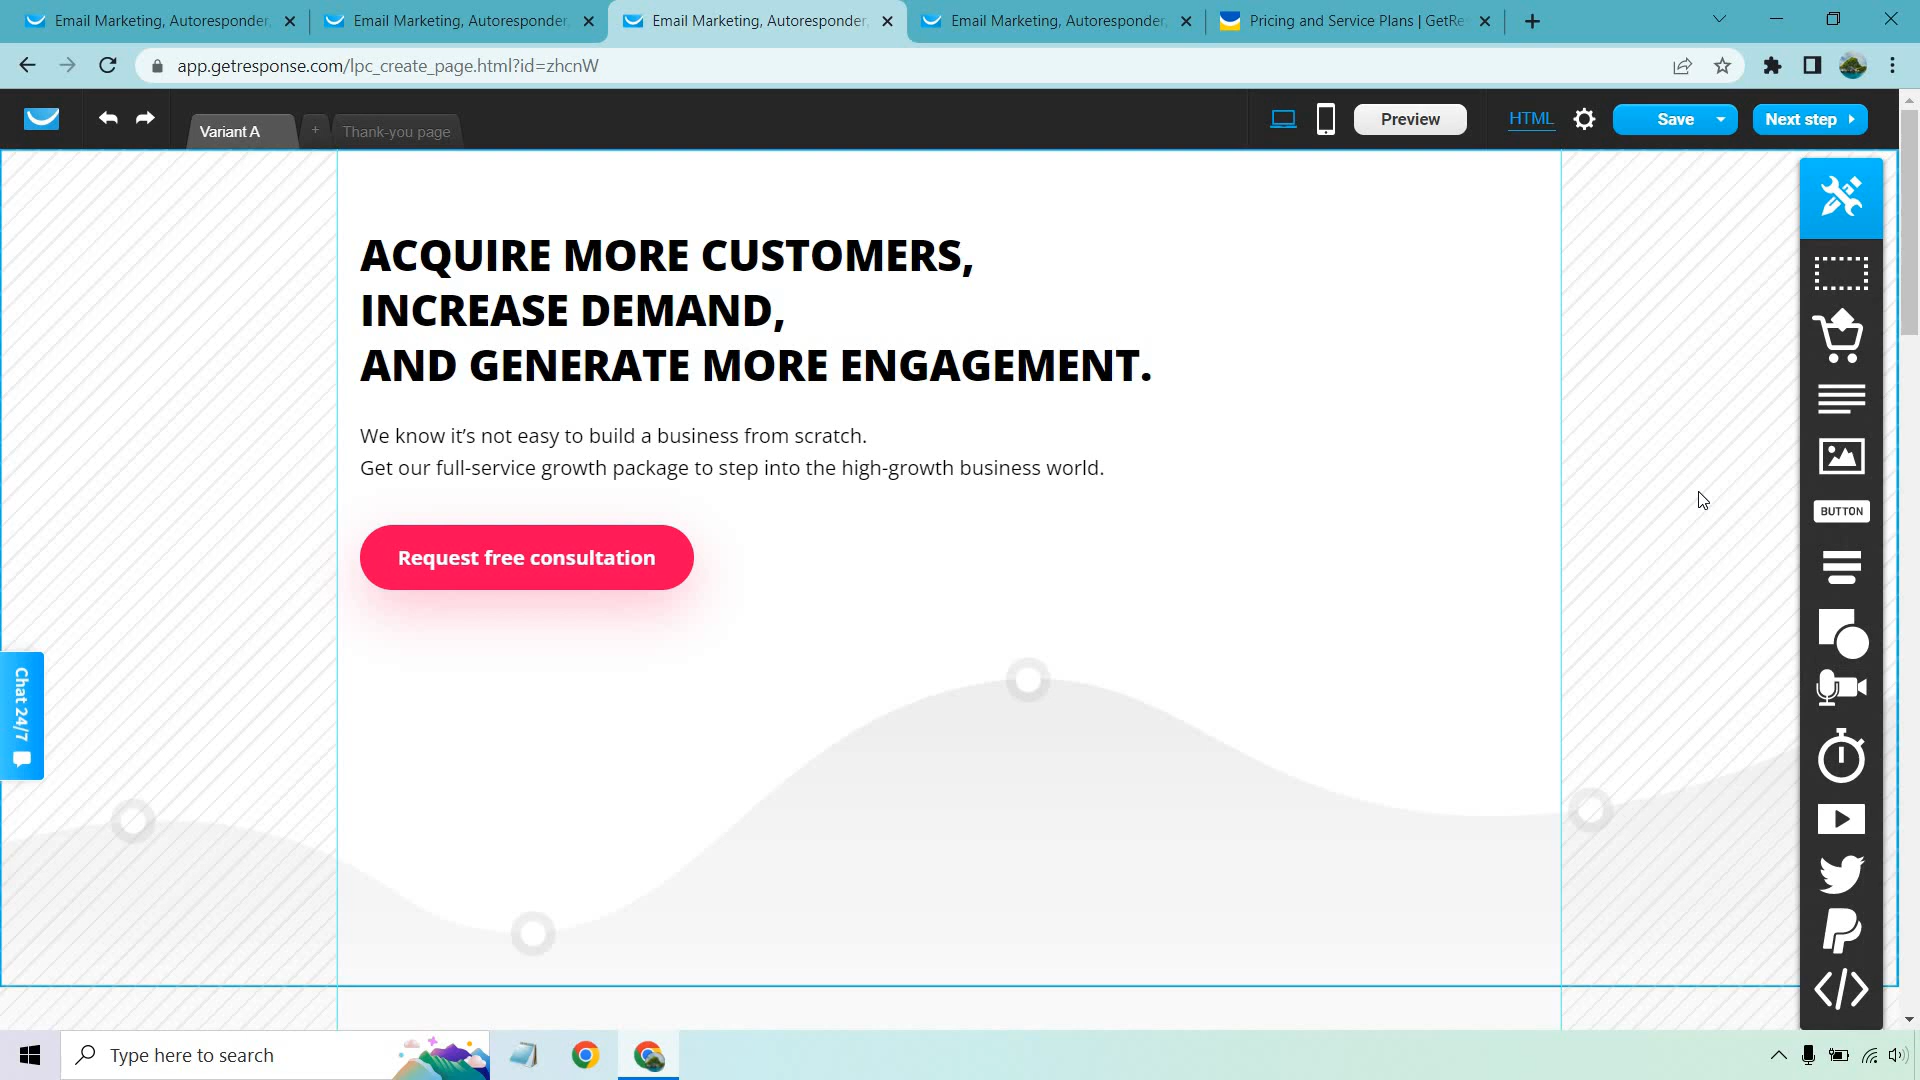 Email Marketing, Autoresponder,
Email Marketing, Autoresponder,
Email Marketing, Autoresponder,
Email Marketing, Autoresponder,
Pricing and Service Plans | GetRe
app.getresponse.com/lpc_create_page.html?id=zhcnW
Variant A
+
Thank-you page
Preview
HTML
Save
Next step
ACQUIRE MORE CUSTOMERS,
INCREASE DEMAND,
AND GENERATE MORE ENGAGEMENT.
We know it’s not easy to build a business from scratch.
Get our full-service growth package to step into the high-growth business world.
Request free consultation
BUTTON
Chat 24/7
Type here to search